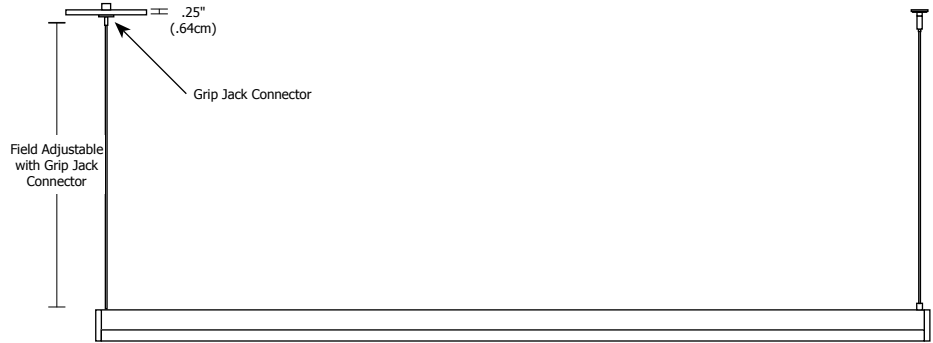 .25"
(.64cm)
Grip Jack Connector
Field Adjustable
with Grip Jack
Connector